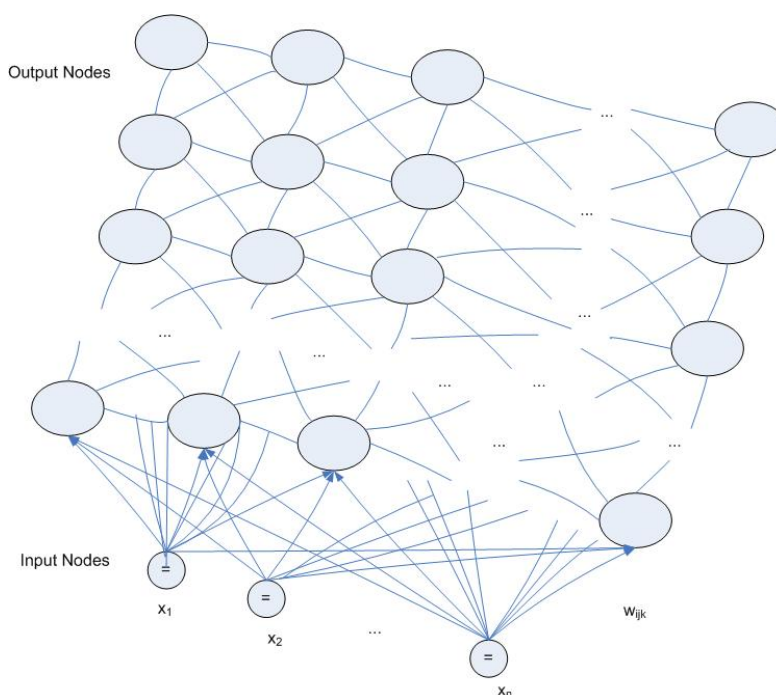 Output Nodes
...
...
...
...
...
...
...
...
...
Input Nodes
=
x1
=
x2
...
=
xn
wijk